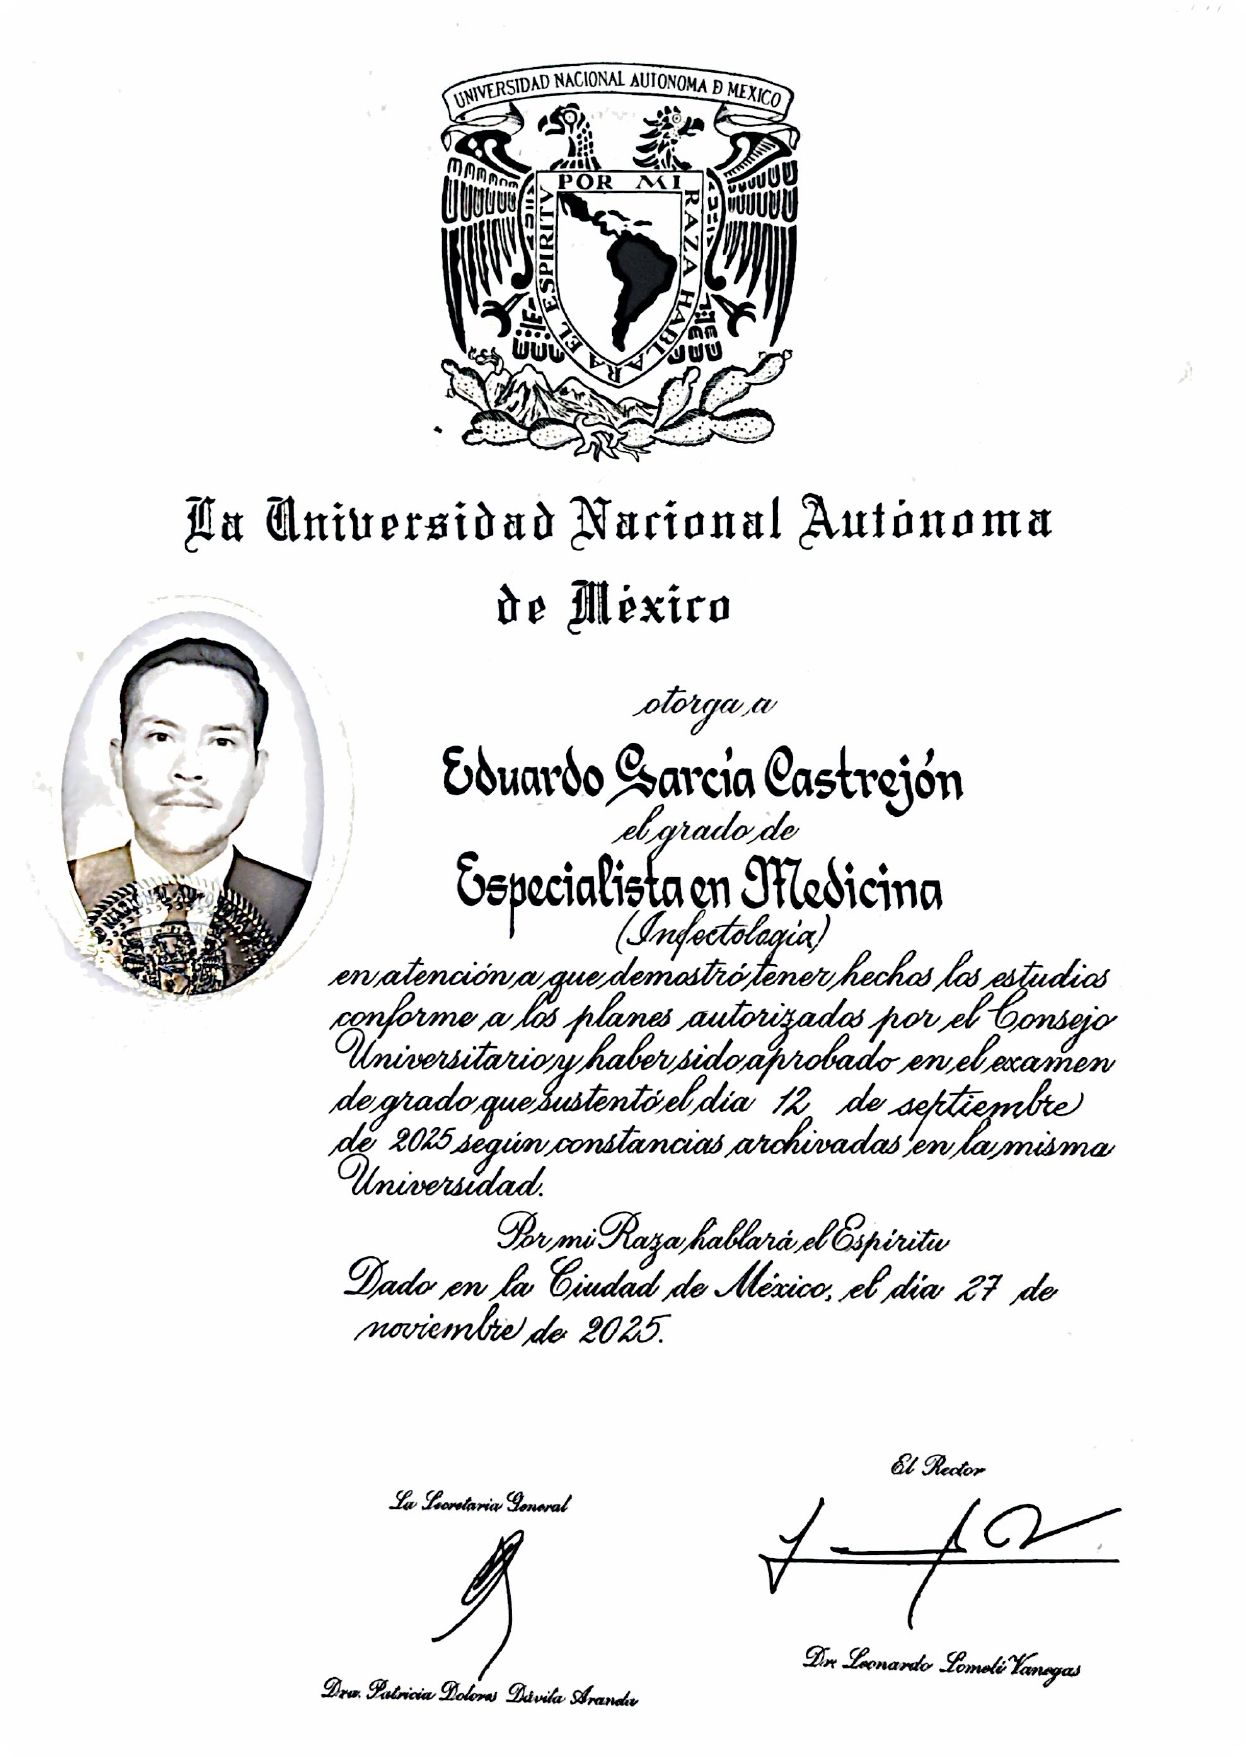 UNIVERSIDAD NACIONAL AUTONOMA D MEXICO
POR MI RAZA HABLARA EL ESPIRITV
La Universidad Nacional Autónoma
de México
otorga a
Eduardo García Castrejón
el grado de
Especialista en Medicina
(Infectología)
en atención a que demostró tener hechos los estudios
conforme a los planes autorizados por el Consejo
Universitario y haber sido aprobado en el examen
de grado que sustentó el día 12 de septiembre
de 2025 según constancias archivadas en la misma
Universidad.
Por mi Raza hablará el Espíritu
Dado en la Ciudad de México, el día 27 de
noviembre de 2025.
El Rector
La Secretaria General
Dr. Leonardo Lomelí Vanegas
Dra. Patricia Dolores Dávila Aranda